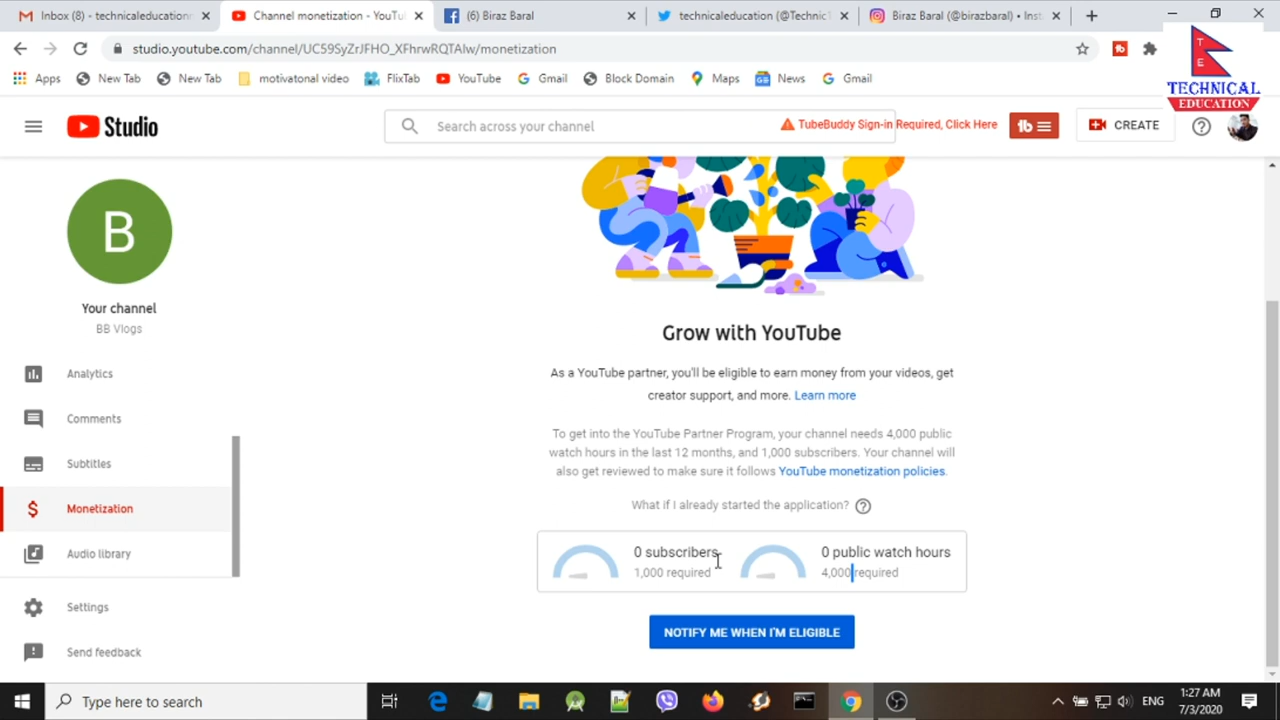 Inbox (8) - technicaleducationn
Channel monetization - YouTu
(6) Biraz Baral
technicaleducation (@Technic
Biraz Baral (@birazbaral) • Inst
studio.youtube.com/channel/UC59SyZrJFHO_XFhrwRQTAIw/monetization
Apps
New Tab
New Tab
motivatonal video
FlixTab
YouTube
Gmail
Block Domain
Maps
News
Gmail
T
E
TECHNICAL
EDUCATION
Studio
Search across your channel
TubeBuddy Sign-in Required, Click Here
tb
CREATE
B
Your channel
BB Vlogs
Analytics
Comments
Subtitles
Monetization
Audio library
Settings
Send feedback
Grow with YouTube
As a YouTube partner, you'll be eligible to earn money from your videos, get
creator support, and more. Learn more
To get into the YouTube Partner Program, your channel needs 4,000 public
watch hours in the last 12 months, and 1,000 subscribers. Your channel will
also get reviewed to make sure it follows YouTube monetization policies.
What if I already started the application?
0 subscribers
1,000 required
0 public watch hours
4,000 required
NOTIFY ME WHEN I'M ELIGIBLE
Type here to search
ENG
1:27 AM
7/3/2020